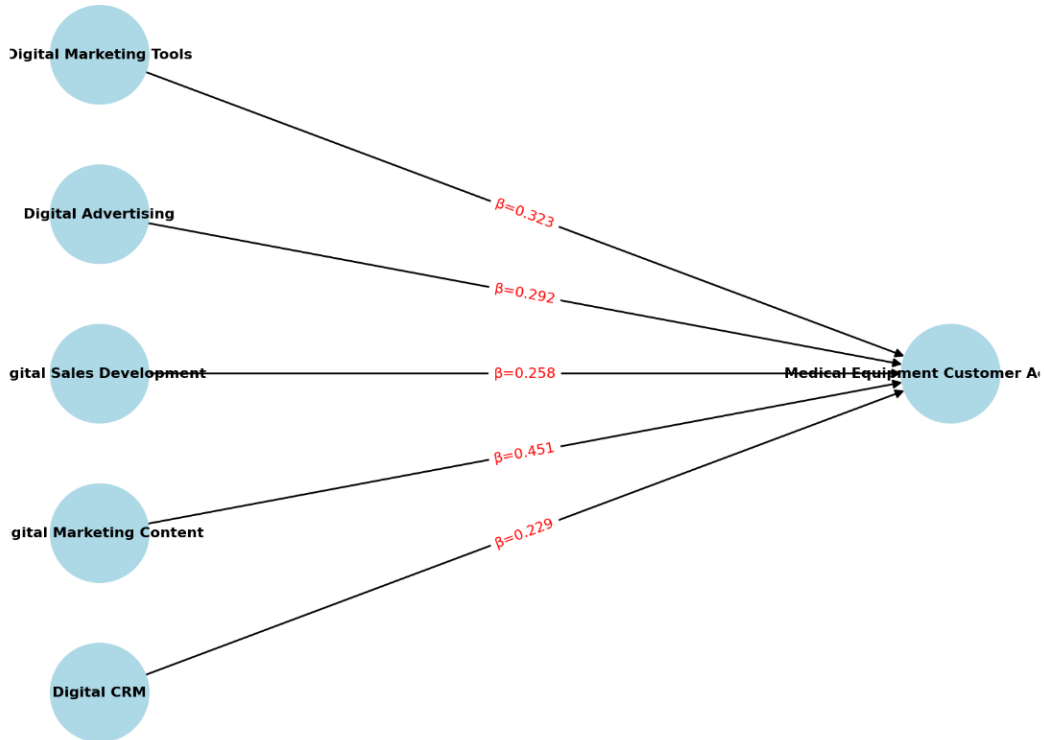 Digital Marketing Tools
Digital Advertising
gital Sales Development
gital Marketing Content
Digital CRM
β=0.323
β=0.292
β=0.258
β=0.451
β=0.229
Medical Equipment Customer A